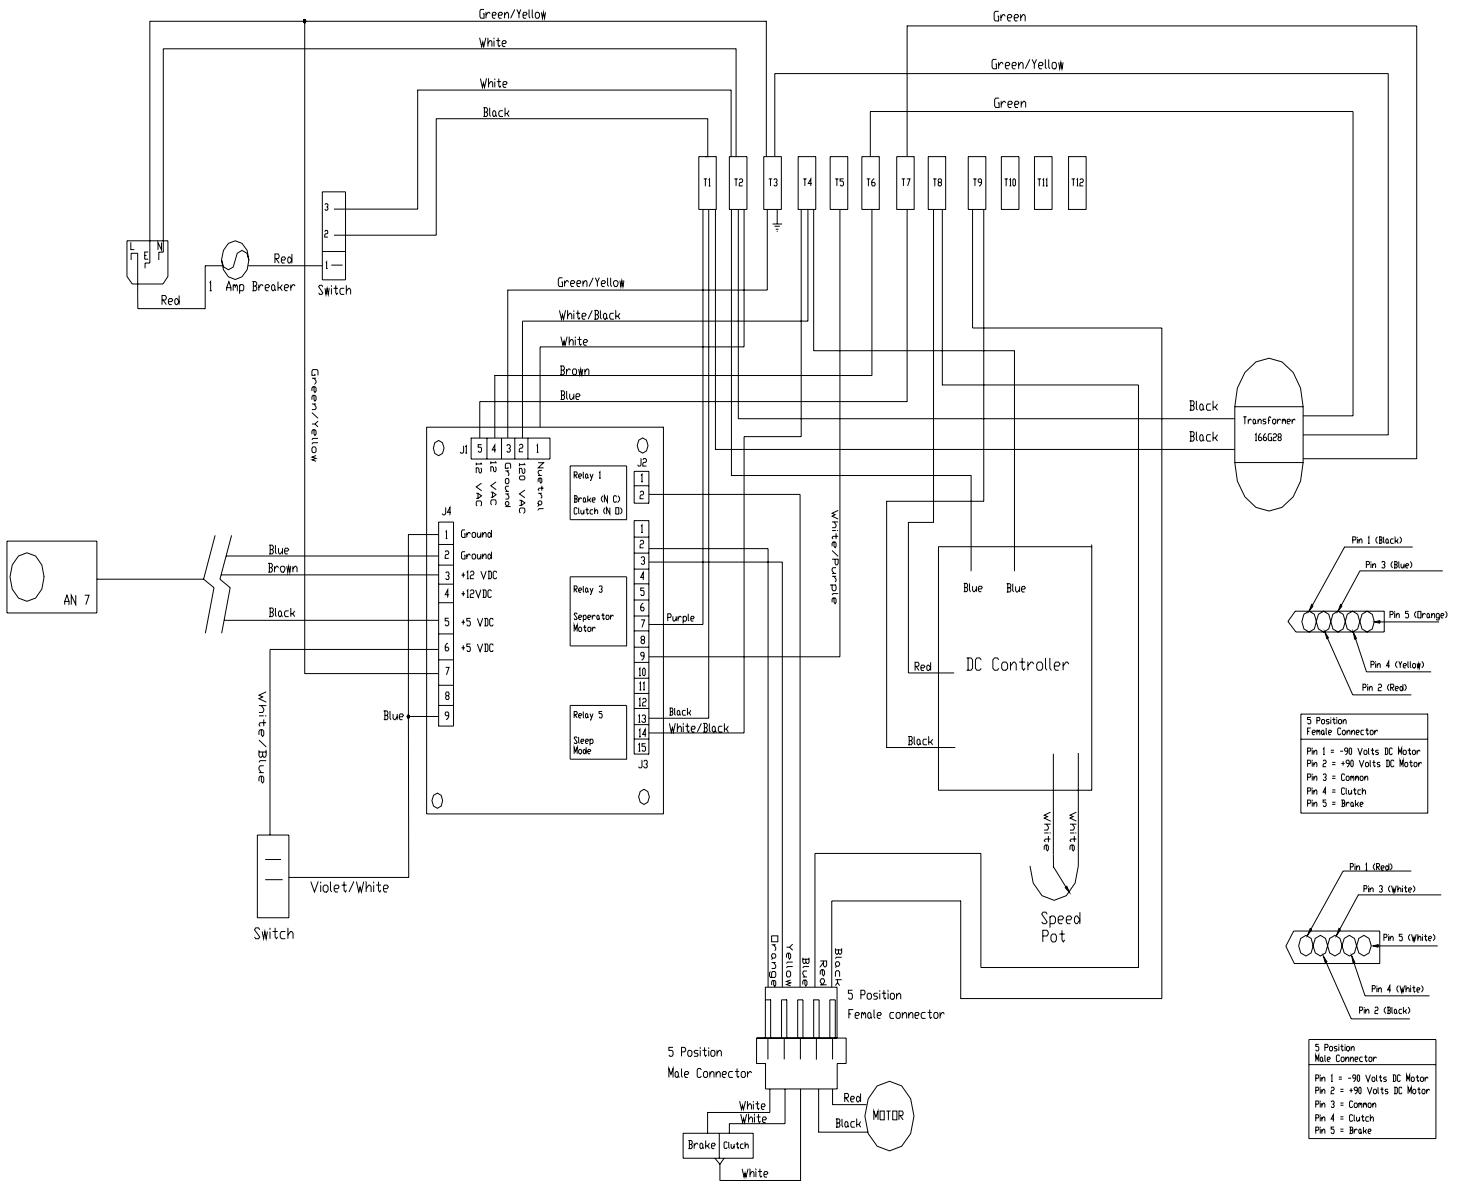 Green/Yellow
Green
White
Green/Yellow
White
Green
Black
T1 T2 T3 T4 T5 T6 T7 T8 T9 T10 T11 T12
3
2
1
Switch
L E N
Red
1 Amp Breaker
Red
Green/Yellow
White/Black
White
Brown
Blue
Green/Yellow
Black
Black
Transformer
166G28
J1 5 4 3 2 1
12 VAC
12 VAC
Ground
120 VAC
Nuetral
J2
1
2
Relay 1
Brake (N C)
Clutch (N O)
J4
1 Ground
2 Ground
3 +12 VDC
4 +12VDC
5 +5 VDC
6 +5 VDC
7
8
9
Blue
Brown
Black
AN 7
Relay 3
Seperator
Motor
Relay 5
Sleep
Mode
1
2
3
4
5
6
7
8
9
10
11
12
13
14
15
J3
Purple
Black
White/Black
White/Purple
Blue
Blue
Red
DC Controller
Black
White
White
Speed
Pot
Blue
White/Blue
Violet/White
Switch
Orange
Yellow
Blue
Red
Black
5 Position
Female connector
5 Position
Male Connector
White
White
Brake Clutch
White
Red
Black
MOTOR
Pin 1 (Black)
Pin 3 (Blue)
Pin 5 (Orange)
Pin 4 (Yellow)
Pin 2 (Red)
5 Position
Female Connector
Pin 1 = -90 Volts DC Motor
Pin 2 = +90 Volts DC Motor
Pin 3 = Common
Pin 4 = Clutch
Pin 5 = Brake
Pin 1 (Red)
Pin 3 (White)
Pin 5 (White)
Pin 4 (White)
Pin 2 (Black)
5 Position
Male Connector
Pin 1 = -90 Volts DC Motor
Pin 2 = +90 Volts DC Motor
Pin 3 = Common
Pin 4 = Clutch
Pin 5 = Brake